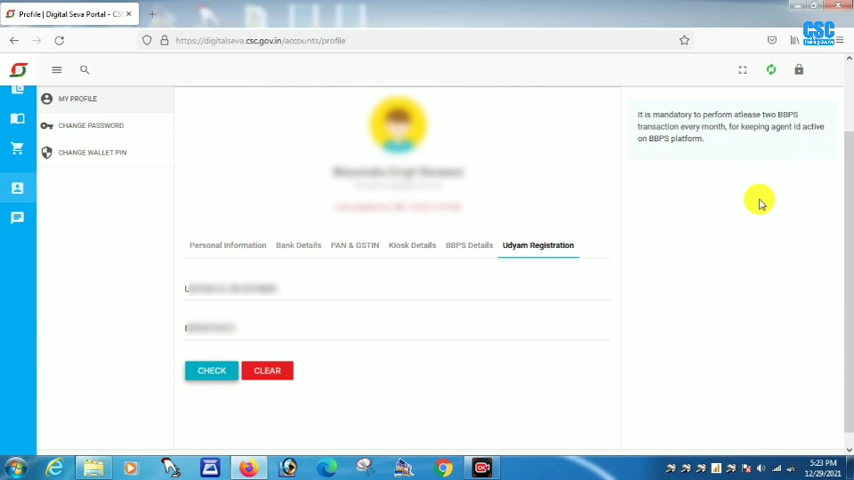 Profile | Digital Seva Portal - CS
CSC
https://digitalseva.csc.gov.in/accounts/profile
MY PROFILE
CHANGE PASSWORD
CHANGE WALLET PIN
It is mandatory to perform atlease two BBPS
transaction every month, for keeping agent Id active
on BBPS platform.
Personal Information Bank Details PAN & GSTIN Kiosk Details BBPS Details Udyam Registration
CHECK CLEAR
5:23 PM
12/29/2021